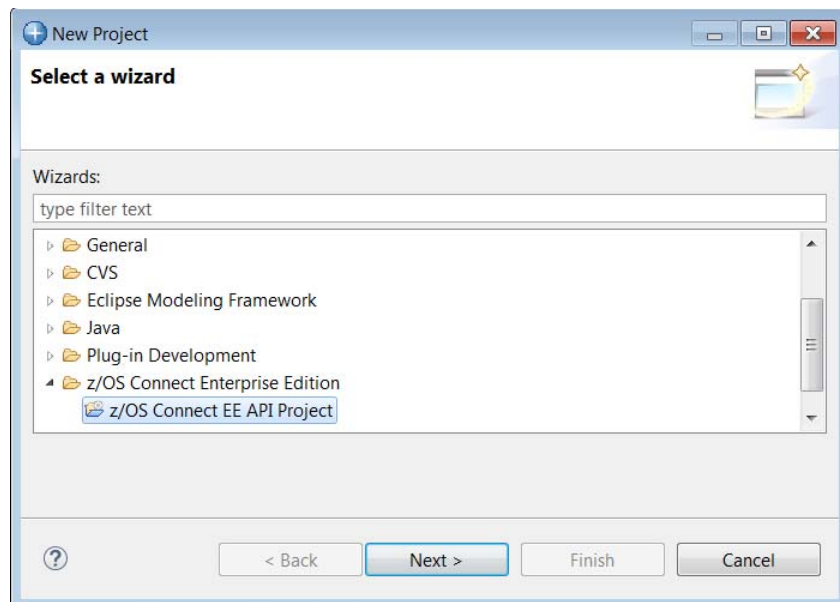 New Project
Select a wizard
Wizards:
type filter text
General
CVS
Eclipse Modeling Framework
Java
Plug-in Development
z/OS Connect Enterprise Edition
z/OS Connect EE API Project
< Back Next > Finish Cancel